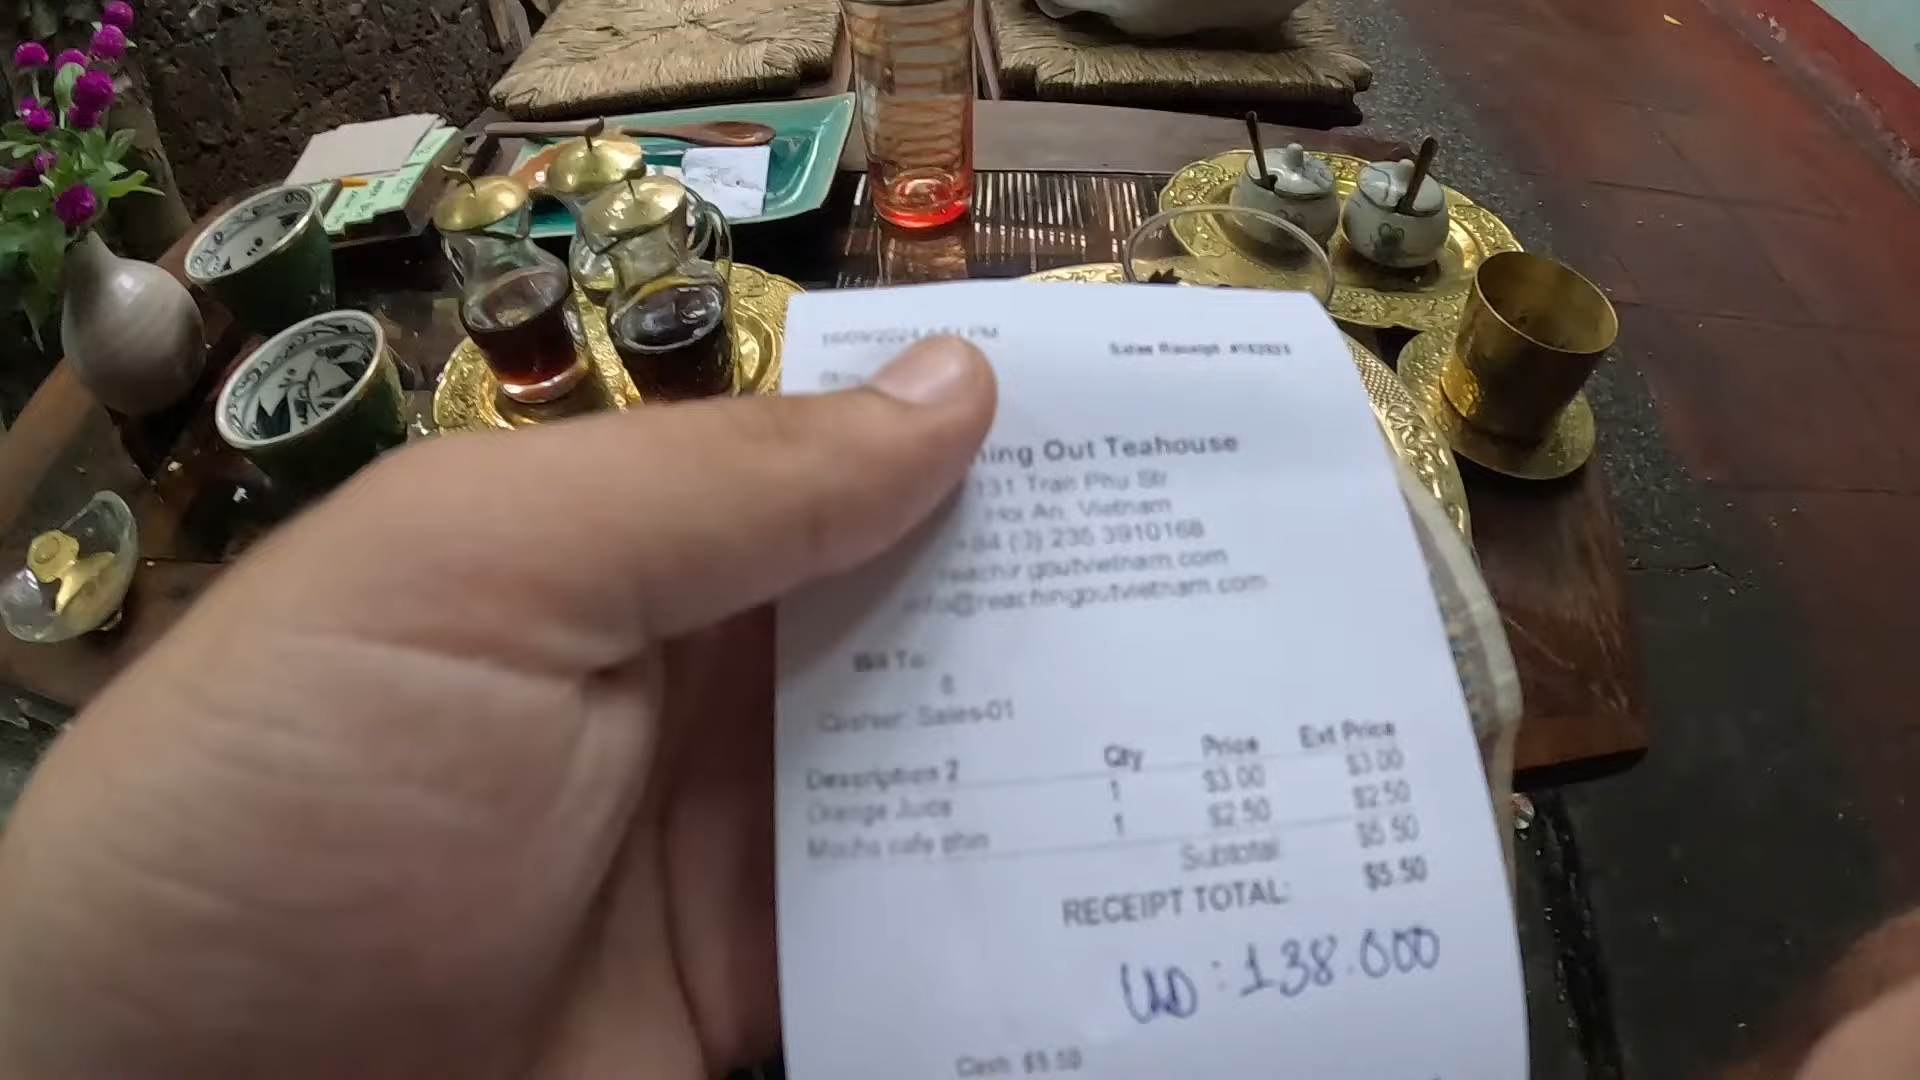 Sales Receipt
ing Out Teahouse
131 Tran Phu Str
Hoi An, Vietnam
+84 (3) 235 3910168
reachingoutvietnam.com
info@reachingoutvietnam.com
Bill To:
Cashier: Sales-01
Description 2 Qty Price Ext Price
Orange Juice 1 $3.00 $3.00
Mocha cafe phin 1 $2.50 $2.50
Subtotal: $5.50
RECEIPT TOTAL: $5.50
VND : 138.000
Cash: $5.50